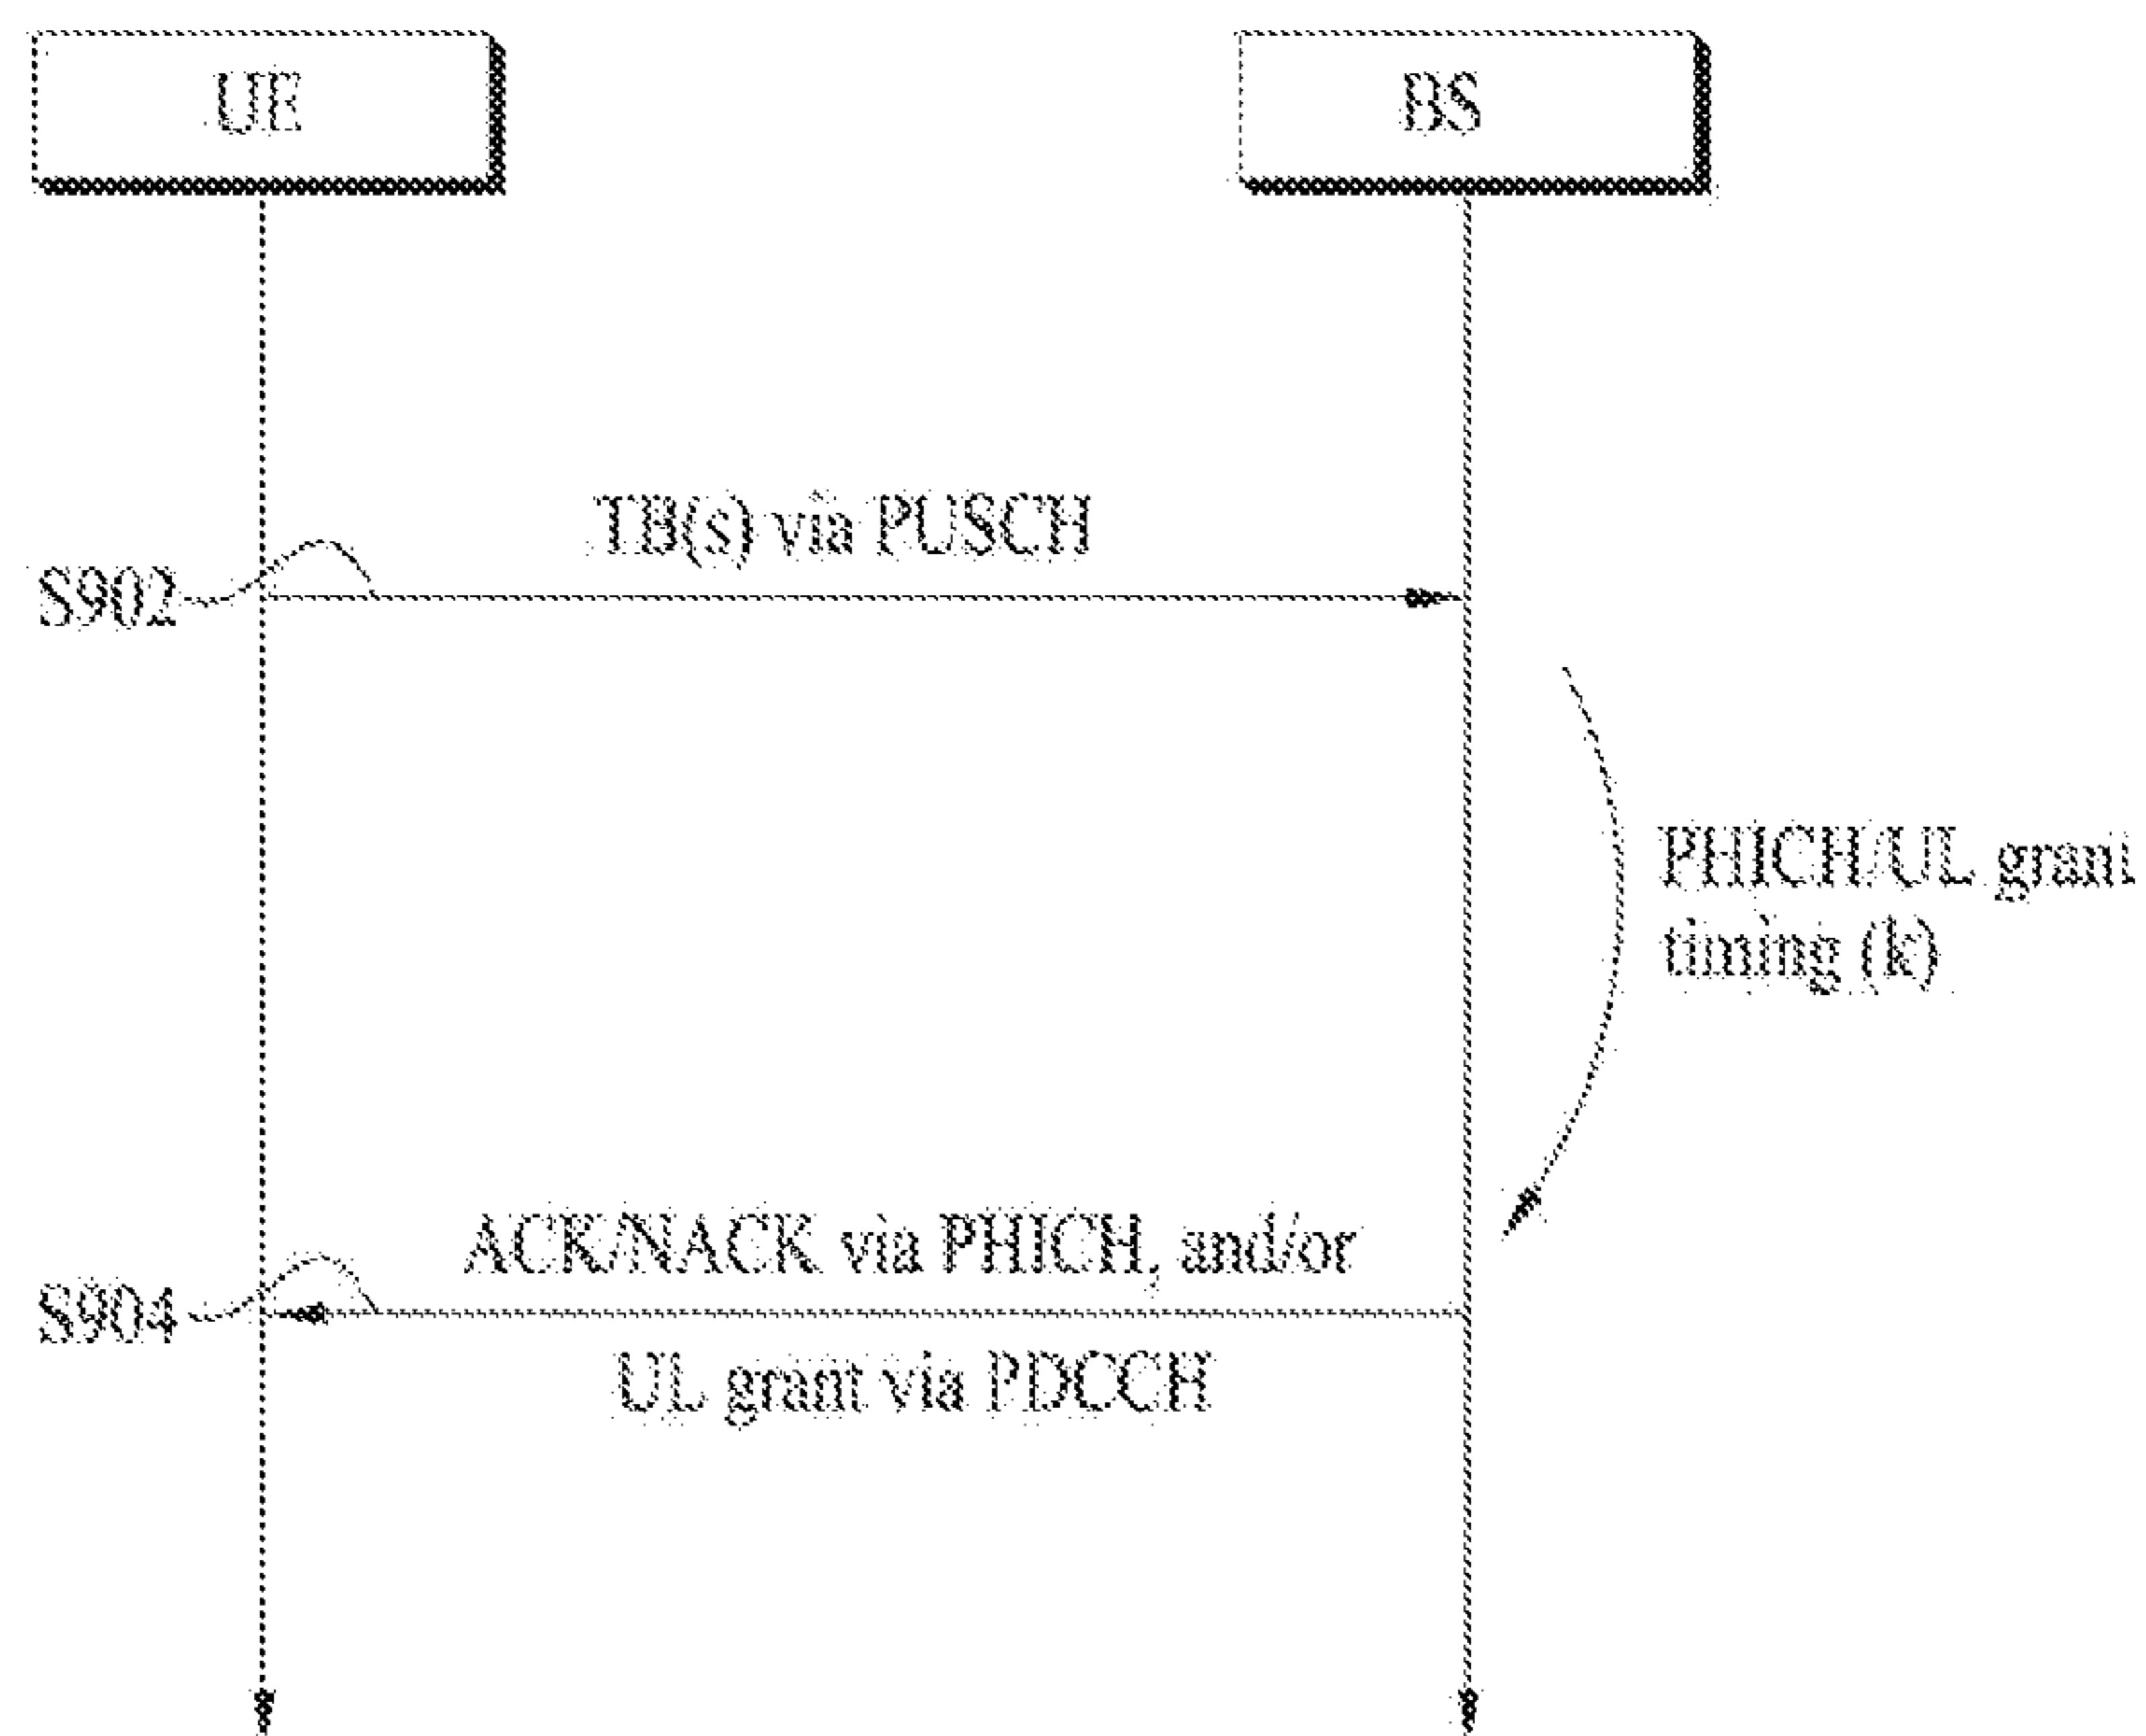 UE
BS
TB(s) via PUSCH
S902
PHICH/UL grant
timing (k)
ACK/NACK via PHICH, and/or
S904
UL grant via PDCCH